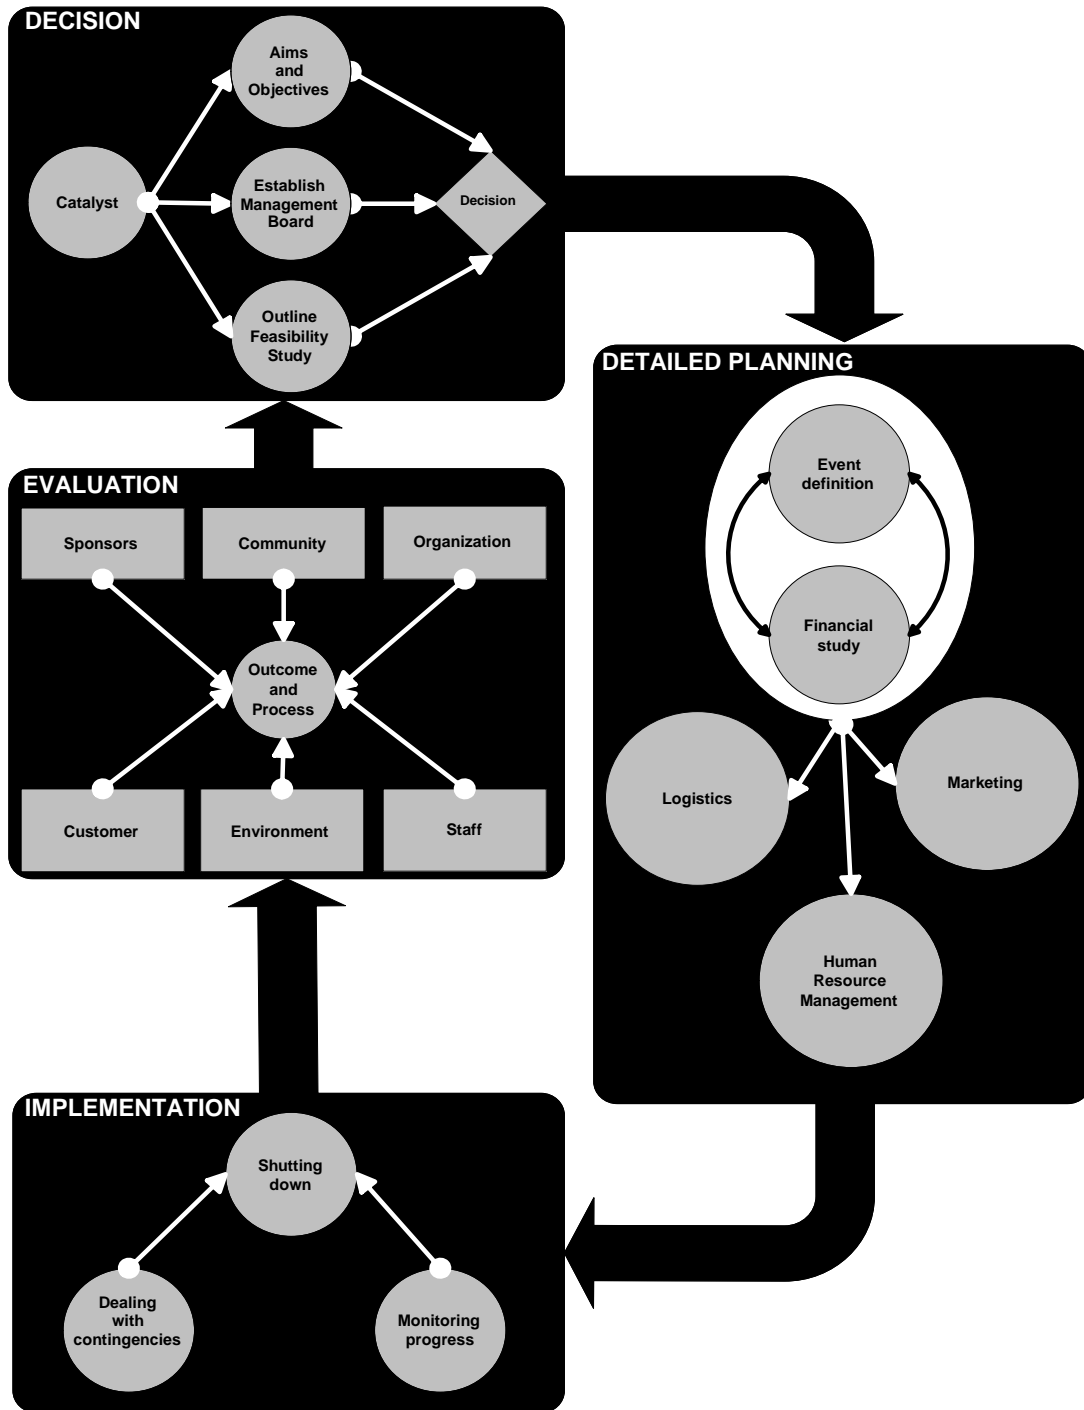 DECISION
Aims
and
Objectives
Catalyst
Establish
Management
Board
Decision
Outline
Feasibility
Study
DETAILED PLANNING
Event
definition
Financial
study
Logistics
Marketing
Human
Resource
Management
EVALUATION
Sponsors
Community
Organization
Outcome
and
Process
Customer
Environment
Staff
IMPLEMENTATION
Shutting
down
Dealing
with
contingencies
Monitoring
progress